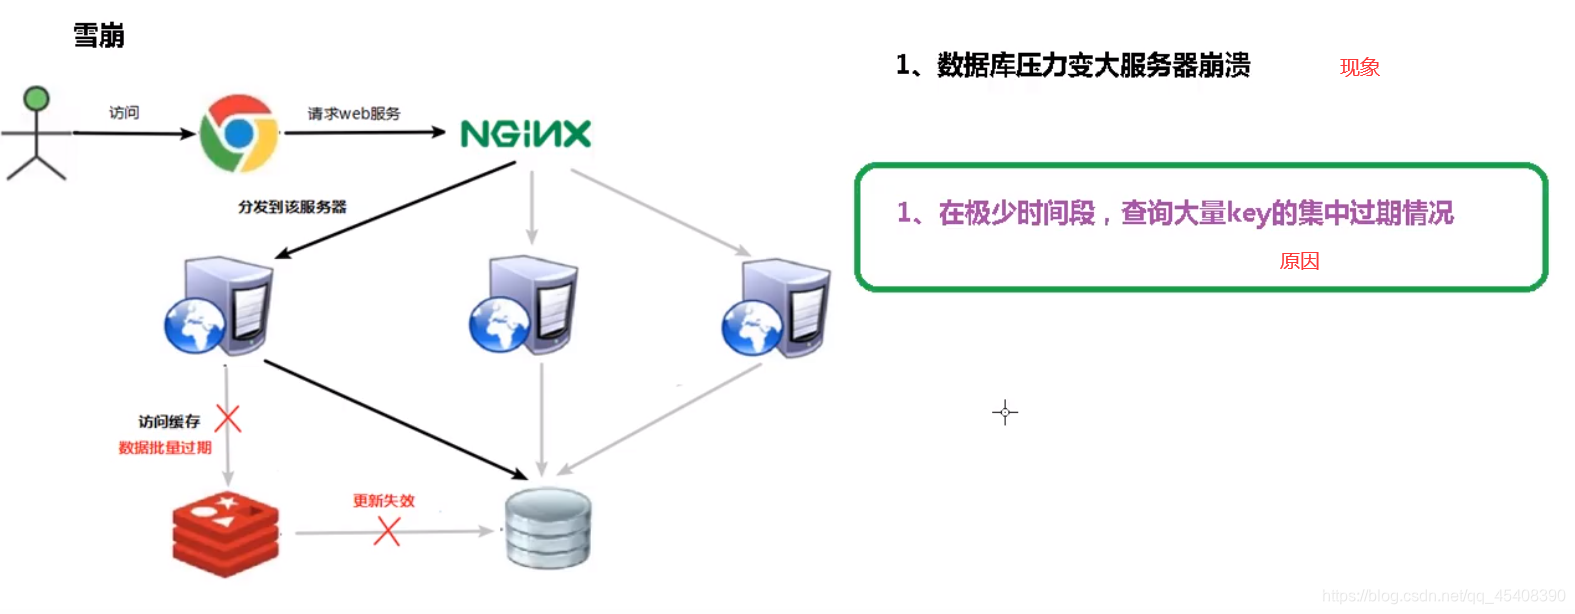 雪崩
1、数据库压力变大服务器崩溃
现象
访问
请求web服务
NGINX
分发到该服务器
1、在极少时间段，查询大量key的集中过期情况
原因
访问缓存
数据批量过期
更新失效
https://blog.csdn.net/qq_45408390